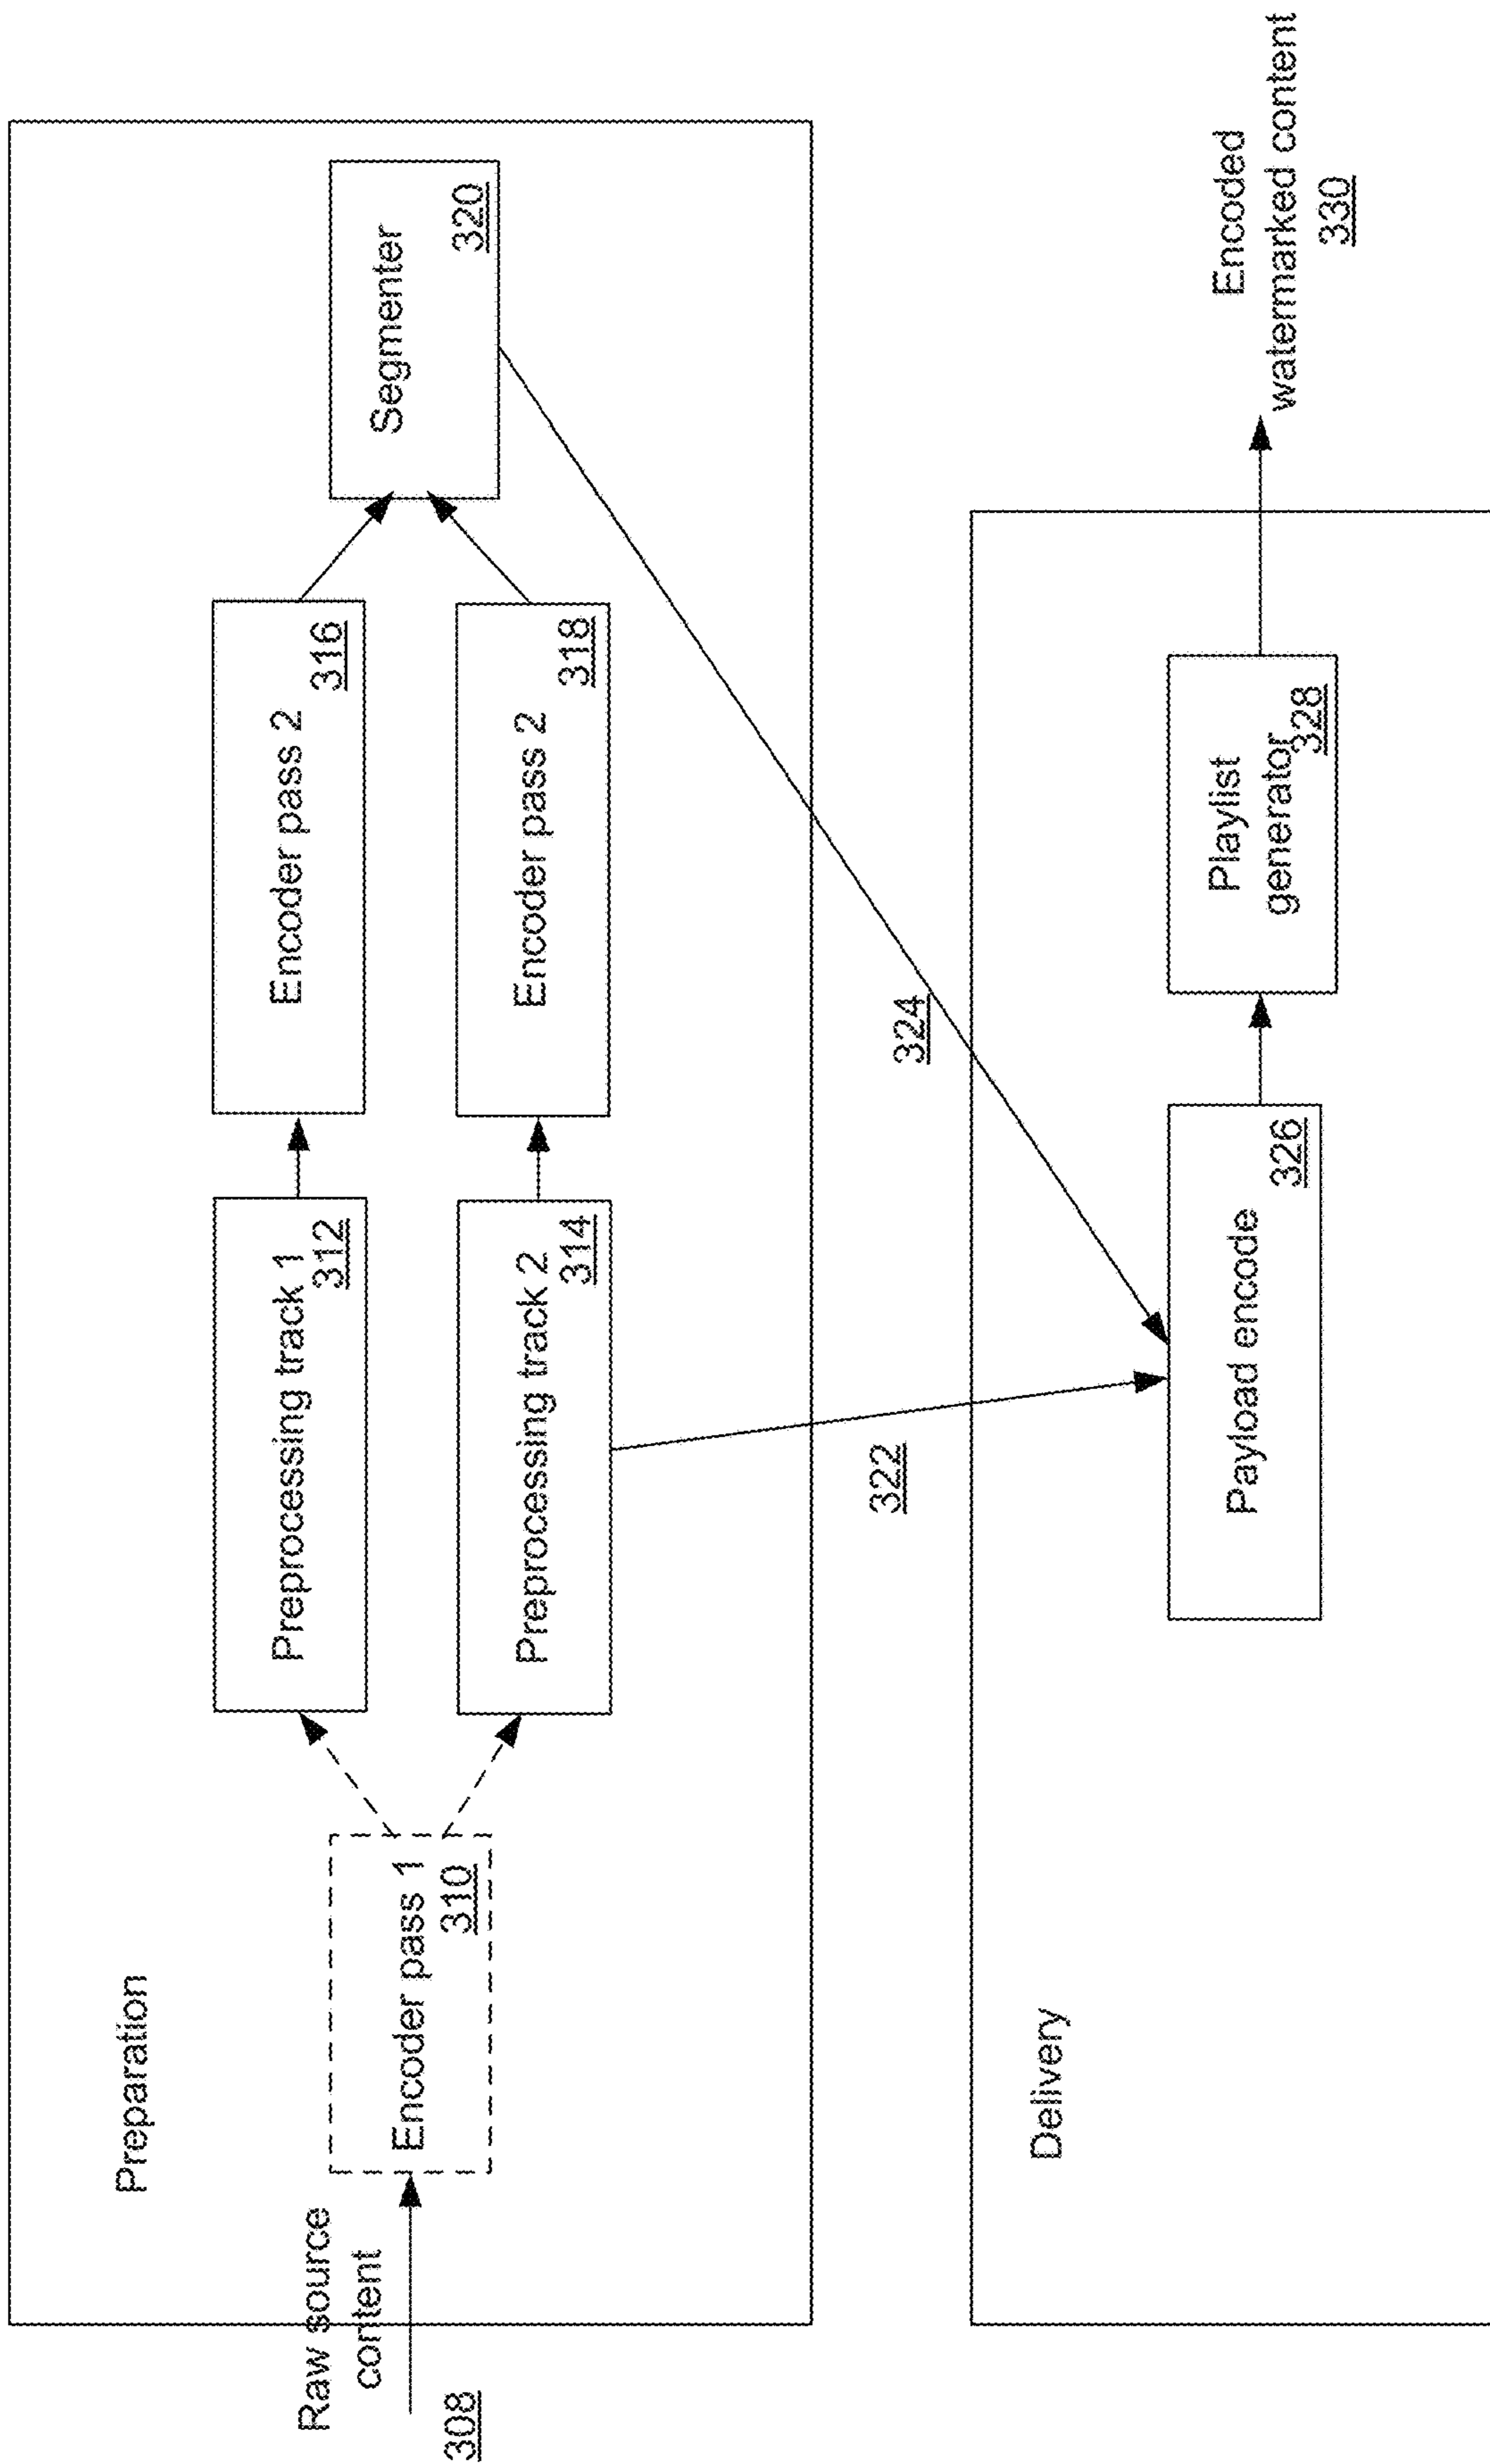 Preparation
Raw source
content
308
Encoder pass 1
310
Preprocessing track 1
312
Preprocessing track 2
314
Encoder pass 2
316
Encoder pass 2
318
Segmenter
320
322
324
Delivery
Payload encode
326
Playlist
generator
328
Encoded
watermarked content
330